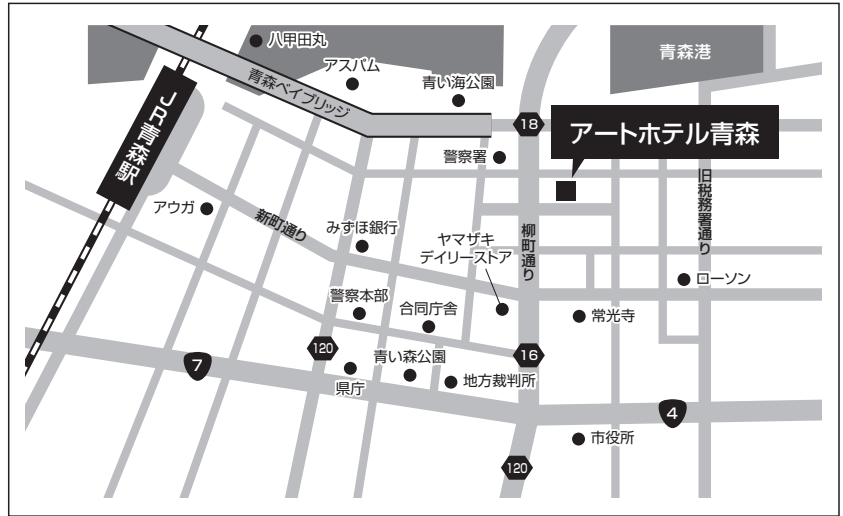 八甲田丸
アスパム
青森ベイブリッジ
青い海公園
青森港
JR青森駅
18
アートホテル青森
警察署
アウガ
新町通り
みずほ銀行
ヤマザキ
デイリーストア
柳町通り
旧税務署通り
ローソン
警察本部
合同庁舎
常光寺
7
120
県庁
青い森公園
地方裁判所
16
4
市役所
120